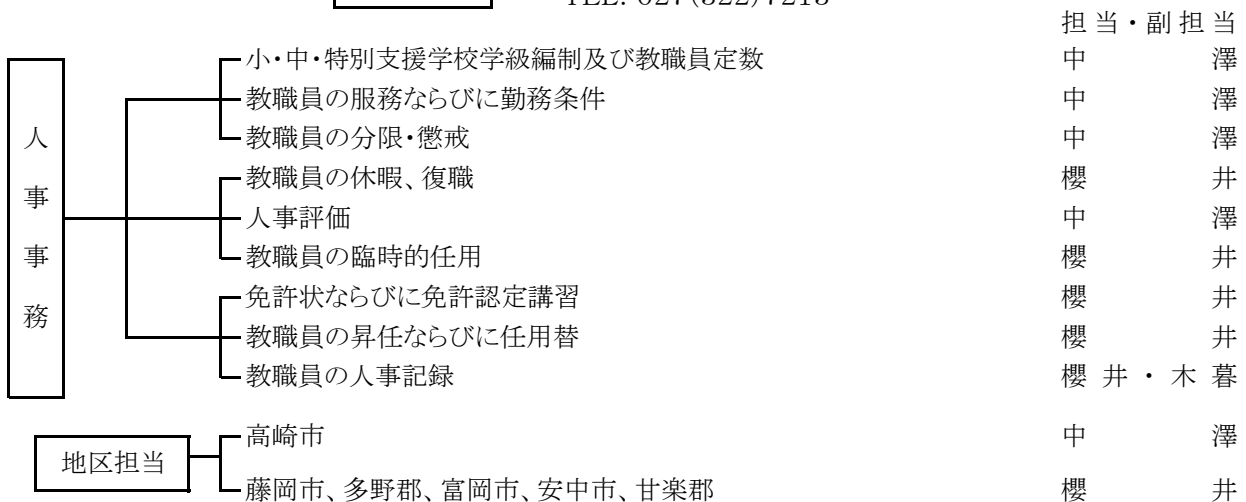 TEL: 027(322)7213
担当・副担当
小・中・特別支援学校学級編制及び教職員定数 中澤
教職員の服務ならびに勤務条件 中澤
教職員の分限・懲戒 中澤
教職員の休暇、復職 櫻井
人事評価 中澤
教職員の臨時的任用 櫻井
免許状ならびに免許認定講習 櫻井
教職員の昇任ならびに任用替 櫻井
教職員の人事記録 櫻井・木暮
人事事務
高崎市 中澤
地区担当
藤岡市、多野郡、富岡市、安中市、甘楽郡 櫻井